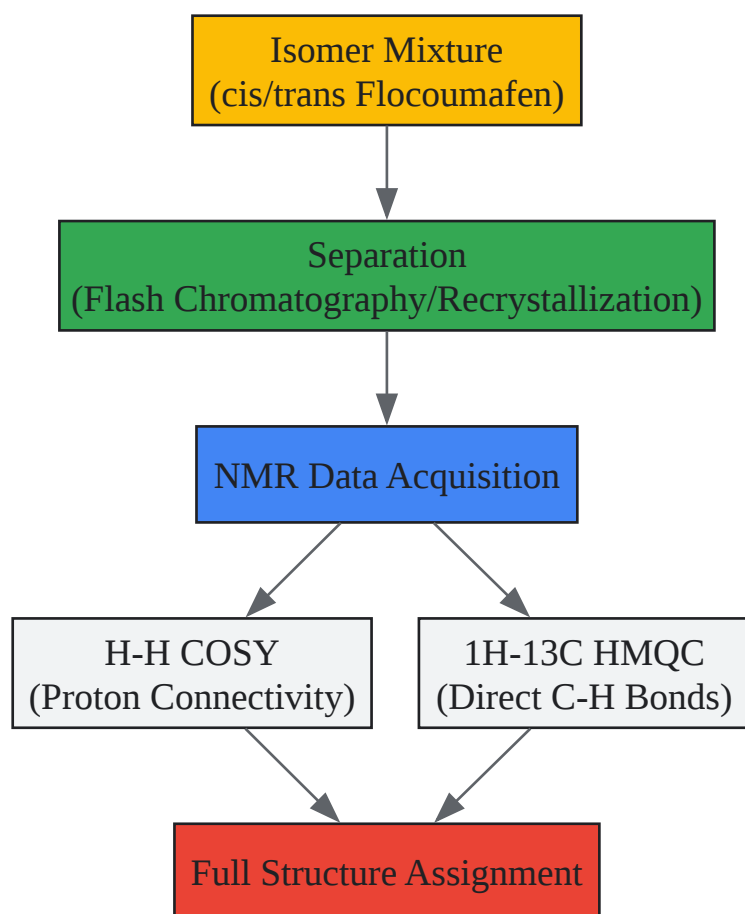 Isomer Mixture
(cis/trans Flocoumafen)
Separation
(Flash Chromatography/Recrystallization)
NMR Data Acquisition
H-H COSY
(Proton Connectivity)
1H-13C HMQC
(Direct C-H Bonds)
Full Structure Assignment